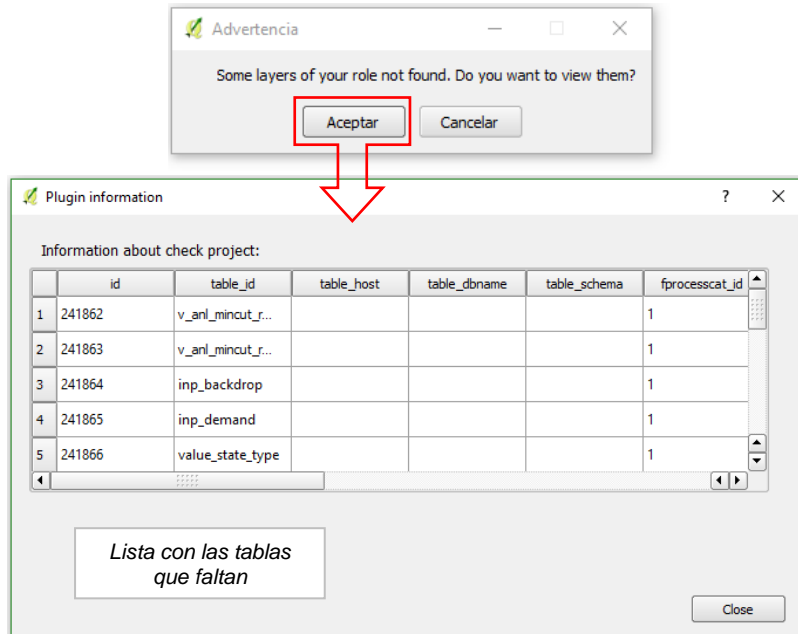 Advertencia
Some layers of your role not found. Do you want to view them?
Aceptar Cancelar
Plugin information ?
Information about check project:
id table_id table_host table_dbname table_schema fprocesscat_id
1 241862 v_anl_mincut_r... 1
2 241863 v_anl_mincut_r... 1
3 241864 inp_backdrop 1
4 241865 inp_demand 1
5 241866 value_state_type 1
Lista con las tablas
que faltan
Close